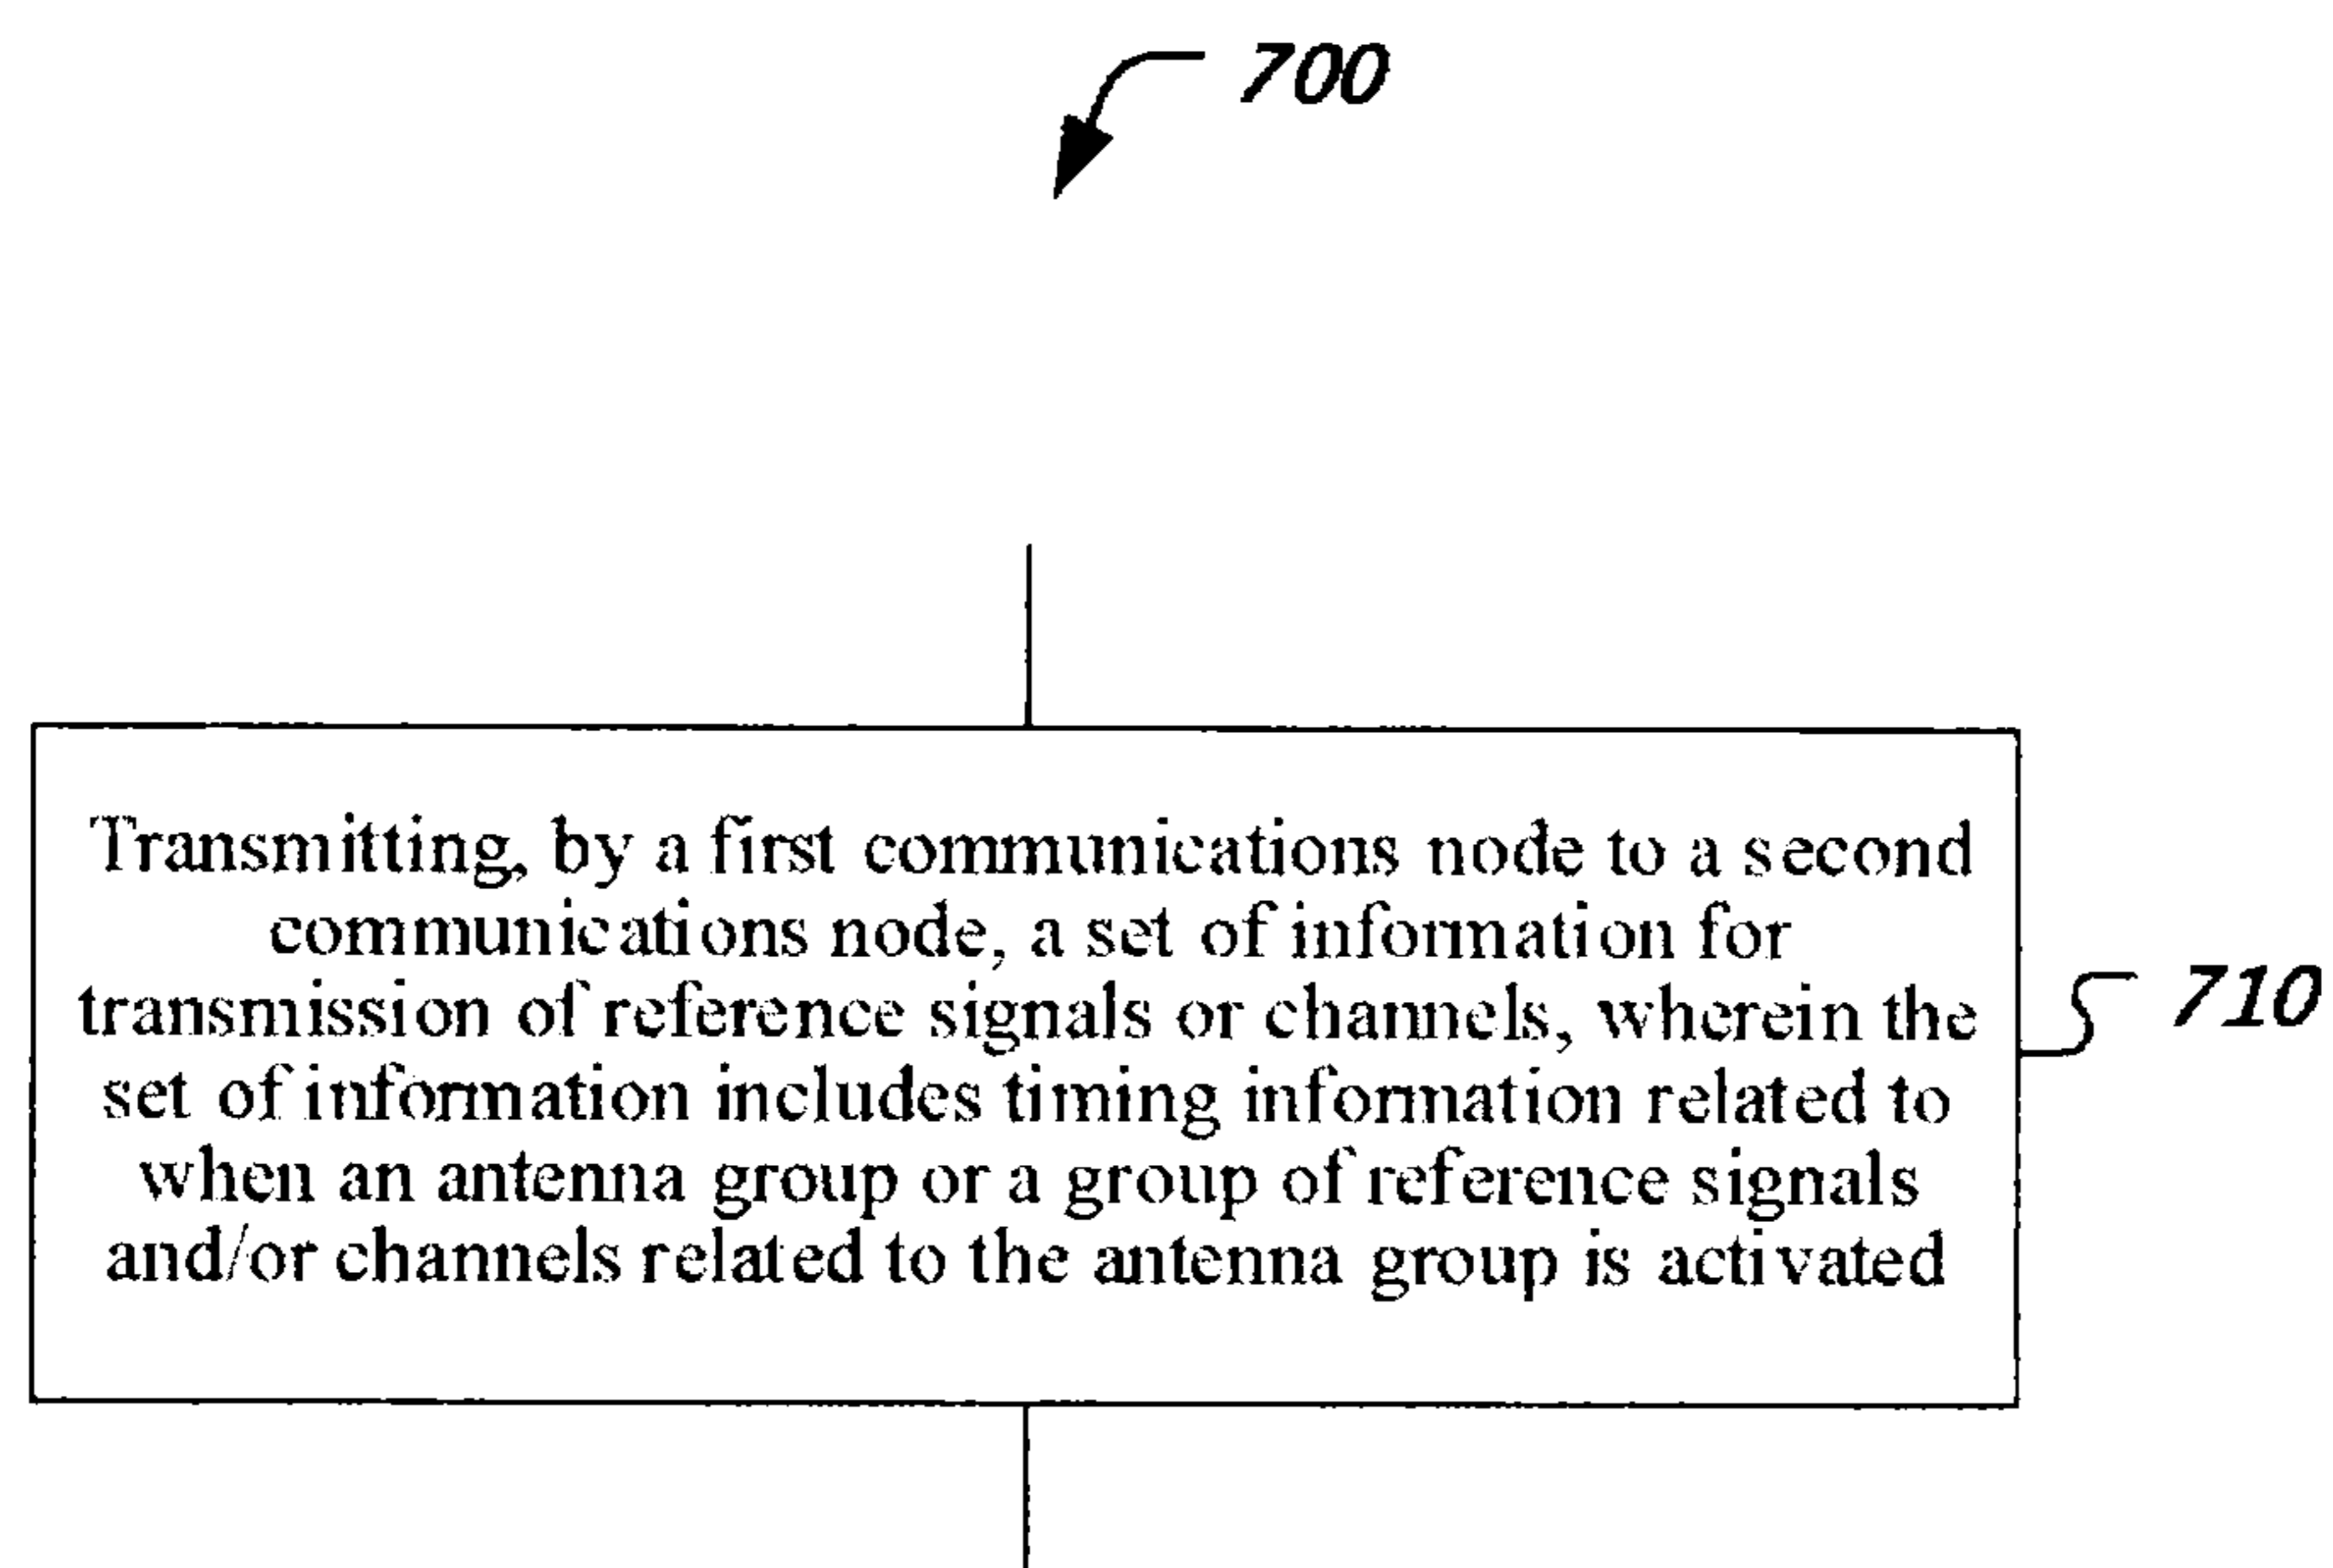 700
Transmitting, by a first communications node to a second
communications node, a set of information for
transmission of reference signals or channels, wherein the
set of information includes timing information related to
when an antenna group or a group of reference signals
and/or channels related to the antenna group is activated
710